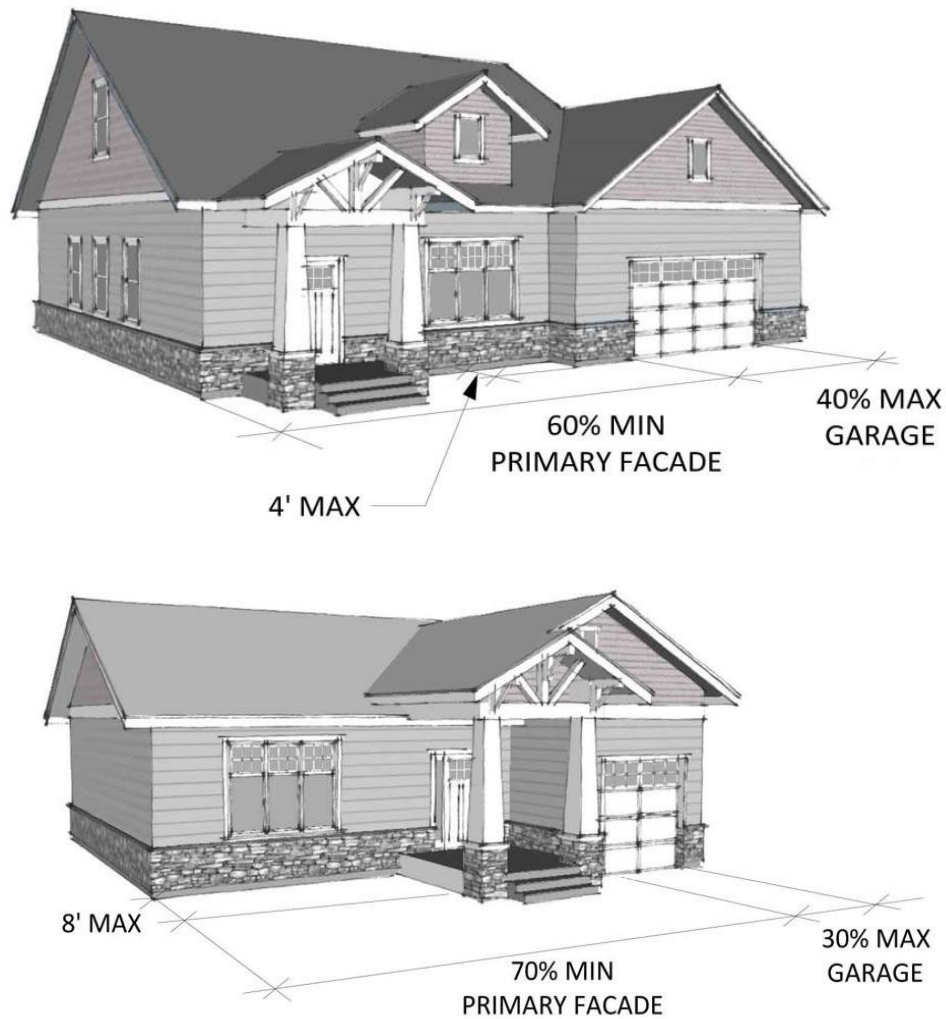 40% MAX
GARAGE
60% MIN
PRIMARY FACADE
4' MAX
8' MAX
30% MAX
GARAGE
70% MIN
PRIMARY FACADE